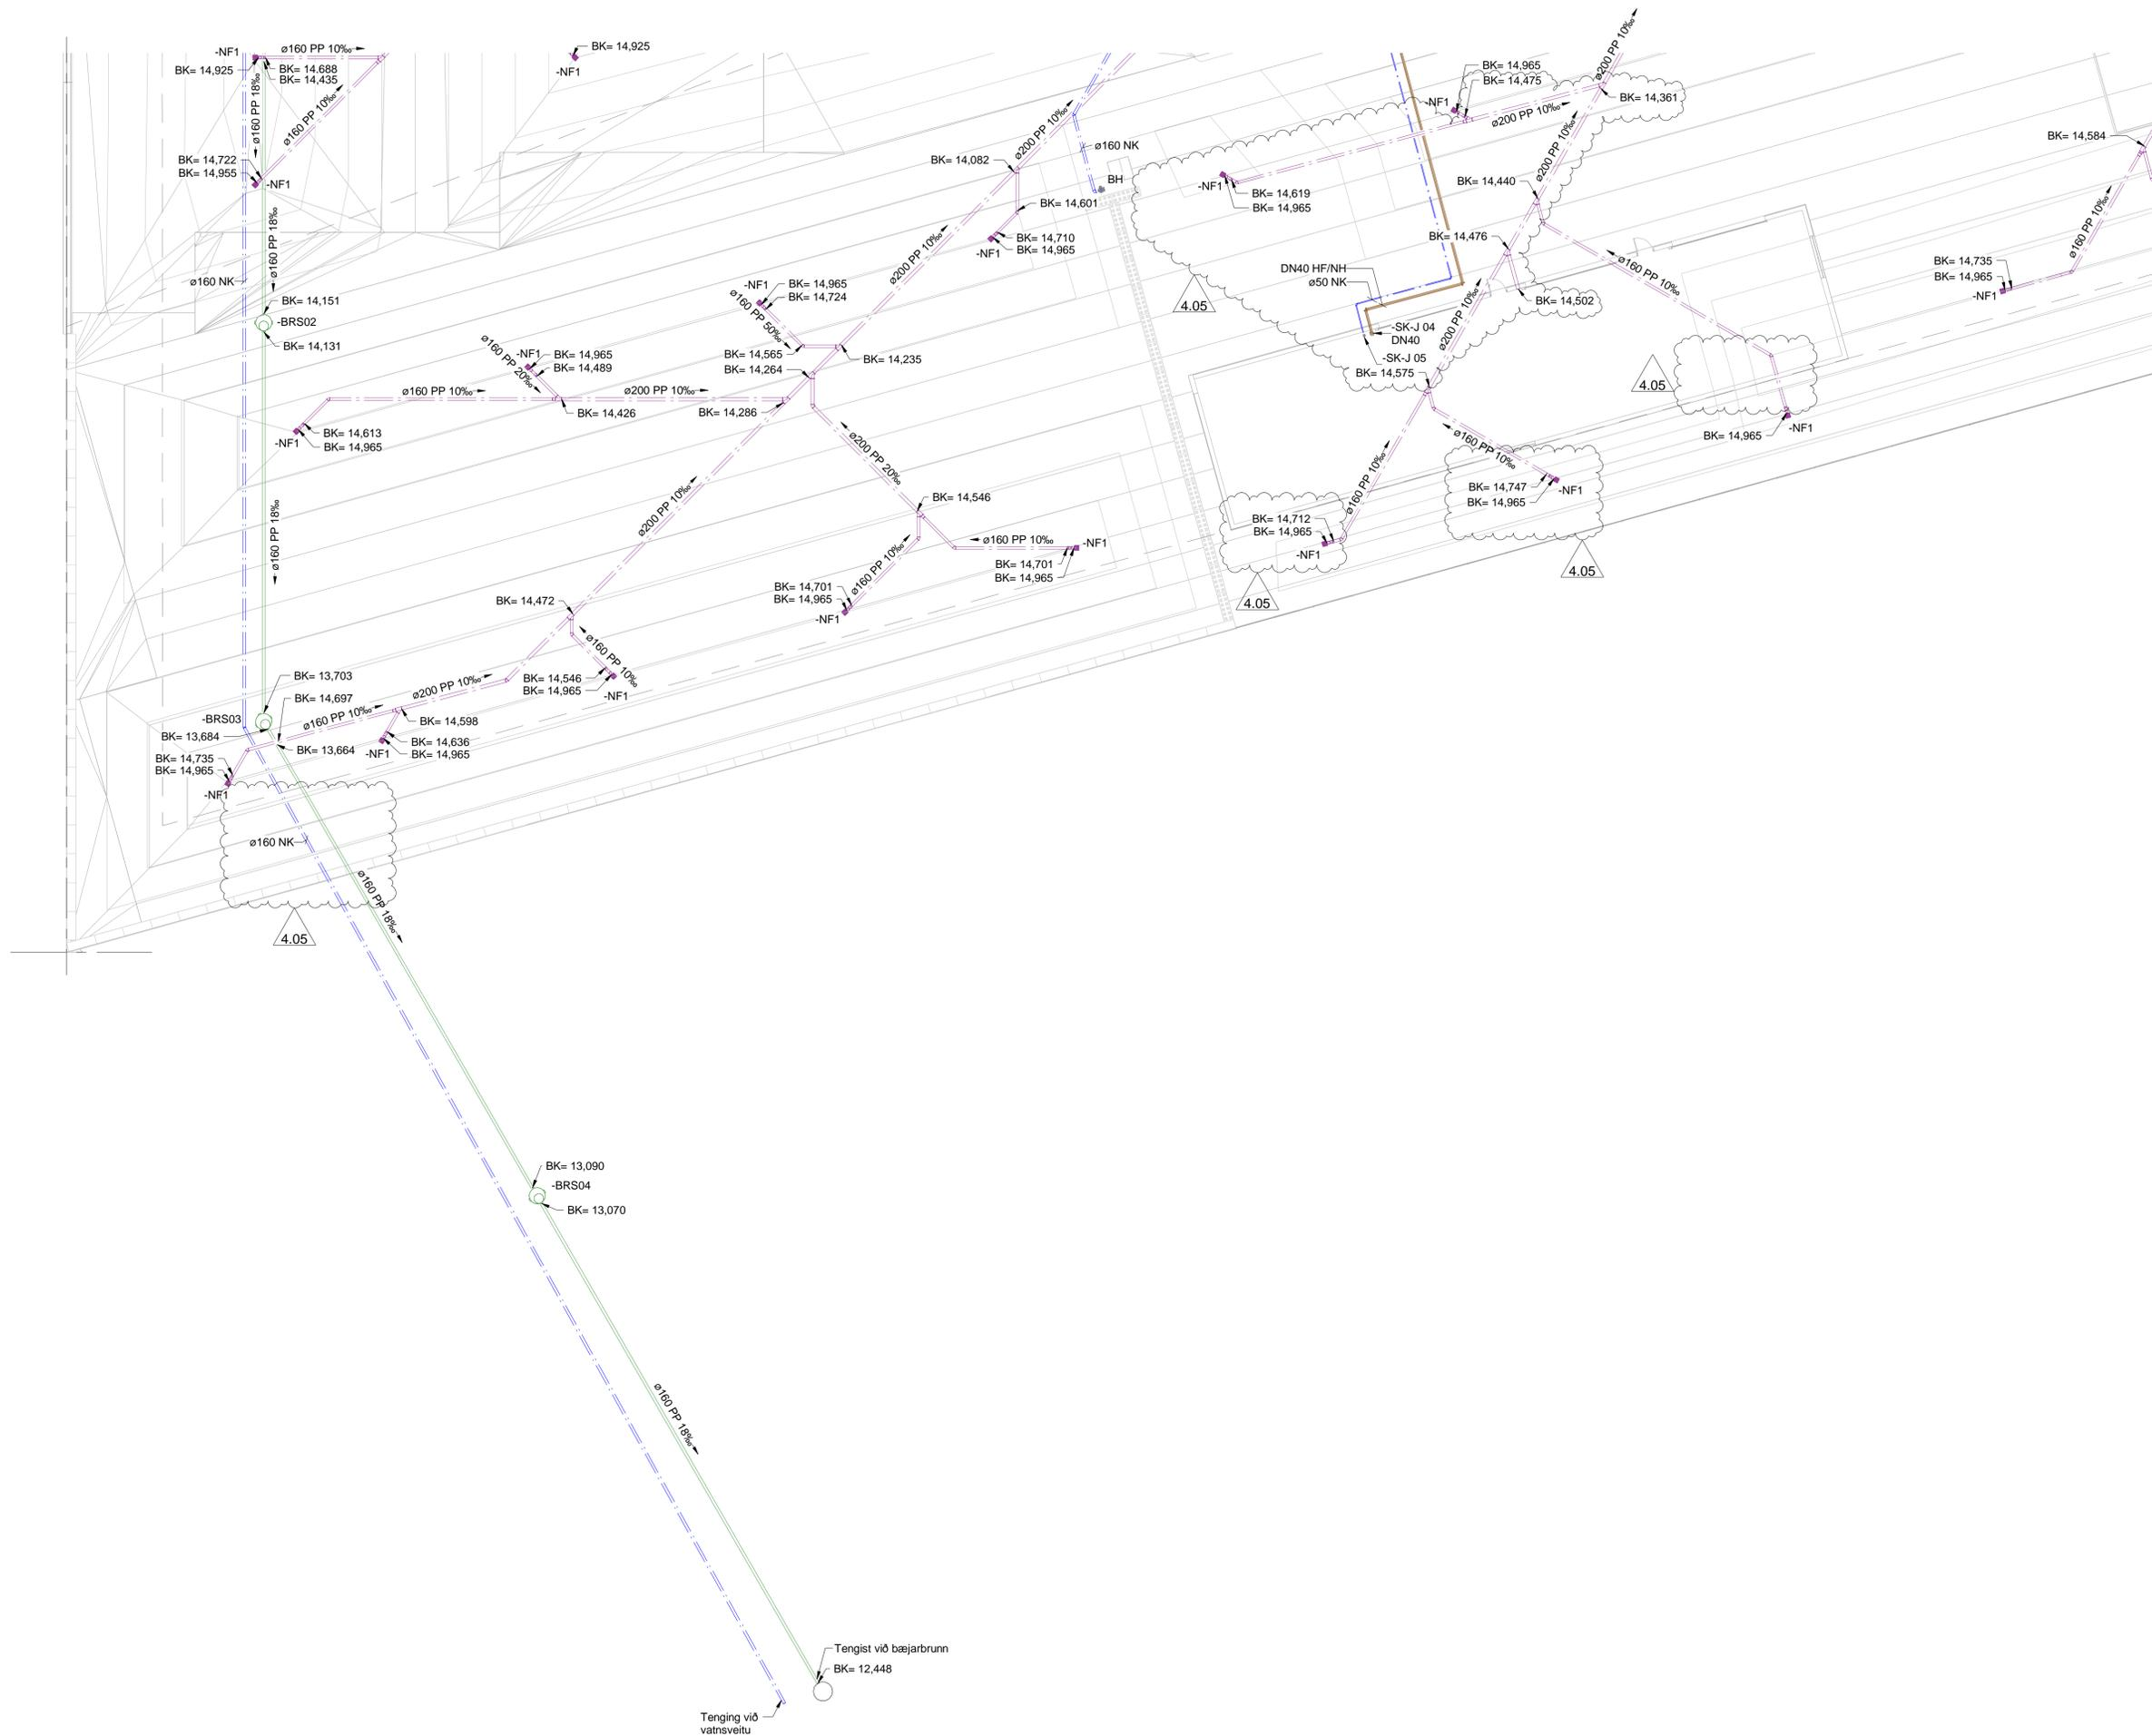 -NF1
ø160 PP 10‰
BK= 14,925
BK= 14,688
BK= 14,435
ø160 PP 18‰
ø160 PP 10‰
BK= 14,925
-NF1
BK= 14,722
BK= 14,955
-NF1
ø160 PP 18‰
ø160 NK
BK= 14,151
-BRS02
BK= 14,131
ø200 PP 10‰
BK= 14,082
ø160 NK
BH
BK= 14,601
BK= 14,710
BK= 14,965
-NF1
ø200 PP 10‰
-NF1
BK= 14,965
BK= 14,724
ø160 PP 50‰
BK= 14,565
BK= 14,235
BK= 14,264
-NF1
BK= 14,965
BK= 14,489
ø160 PP 20‰
ø160 PP 10‰
ø200 PP 10‰
BK= 14,426
BK= 14,286
BK= 14,613
BK= 14,965
-NF1
ø200 PP 20‰
BK= 14,546
ø200 PP 10‰
ø160 PP 10‰
-NF1
BK= 14,701
BK= 14,965
ø160 PP 10‰
BK= 14,701
BK= 14,965
-NF1
ø160 PP 18‰
BK= 14,472
ø160 PP 10‰
BK= 14,546
BK= 14,965
-NF1
BK= 13,703
BK= 14,697
ø200 PP 10‰
-BRS03
BK= 13,684
ø160 PP 10‰
BK= 14,598
BK= 13,664
BK= 14,636
BK= 14,965
-NF1
BK= 14,735
BK= 14,965
-NF1
ø160 NK
ø160 PP 18‰
4.05
BK= 13,090
-BRS04
BK= 13,070
ø160 PP 18‰
Tengist við bæjarbrunn
BK= 12,448
Tenging við
vatnsveitu
ø200 PP 10‰
BK= 14,965
BK= 14,475
-NF1
BK= 14,361
ø200 PP 10‰
ø200 PP 10‰
-NF1
BK= 14,619
BK= 14,965
BK= 14,440
BK= 14,476
ø160 PP 10‰
DN40 HF/NH
ø50 NK
4.05
BK= 14,502
ø200 PP 10‰
-SK-J 04
DN40
-SK-J 05
BK= 14,575
4.05
BK= 14,965
-NF1
ø160 PP 10‰
ø160 PP 10‰
BK= 14,747
BK= 14,965
-NF1
BK= 14,712
BK= 14,965
-NF1
4.05
4.05
BK= 14,584
ø160 PP 10‰
BK= 14,735
BK= 14,965
-NF1